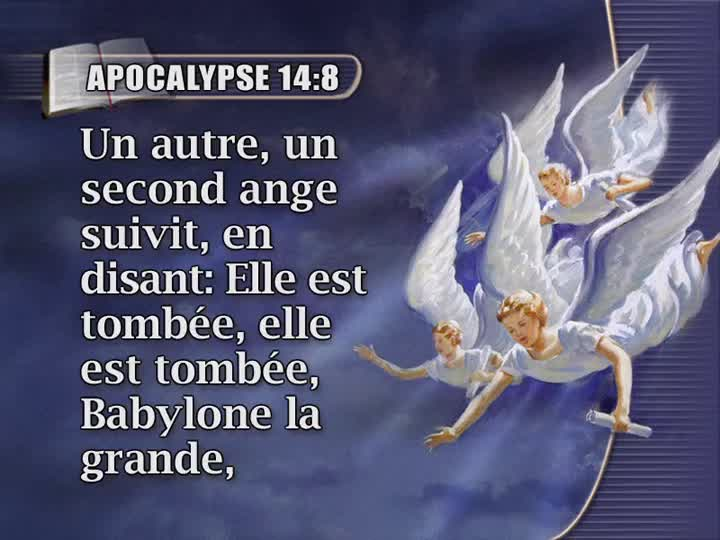 APOCALYPSE 14:8
Un autre, un
second ange
suivit, en
disant: Elle est
tombée, elle
est tombée,
Babylone la
grande,